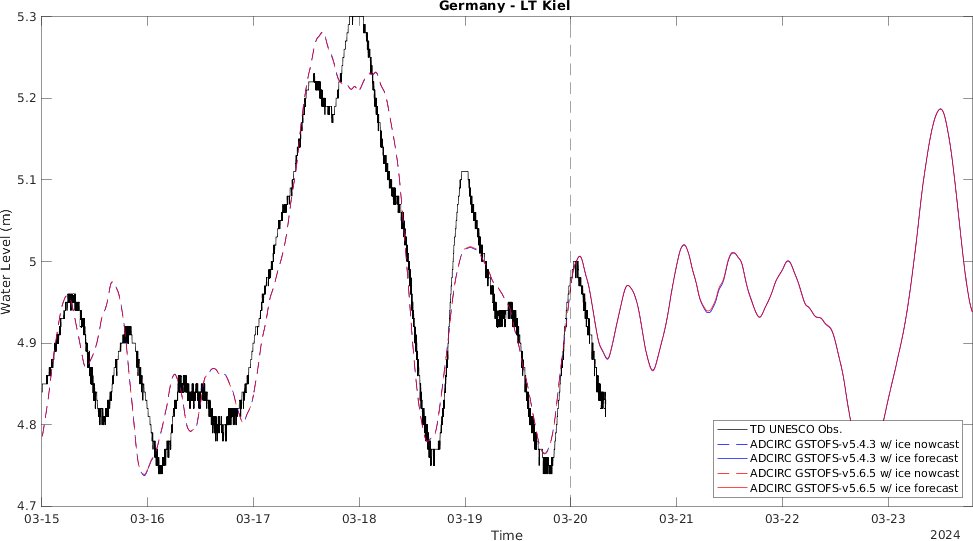 Germany - LT Kiel
5.3
5.2
5.1
5
4.9
4.8
4.7
Water Level (m)
TD UNESCO Obs.
ADCIRC GSTOFS-v5.4.3 w/ ice nowcast
ADCIRC GSTOFS-v5.4.3 w/ ice forecast
ADCIRC GSTOFS-v5.6.5 w/ ice nowcast
ADCIRC GSTOFS-v5.6.5 w/ ice forecast
03-15 03-16 03-17 03-18 03-19 03-20 03-21 03-22 03-23
Time
2024